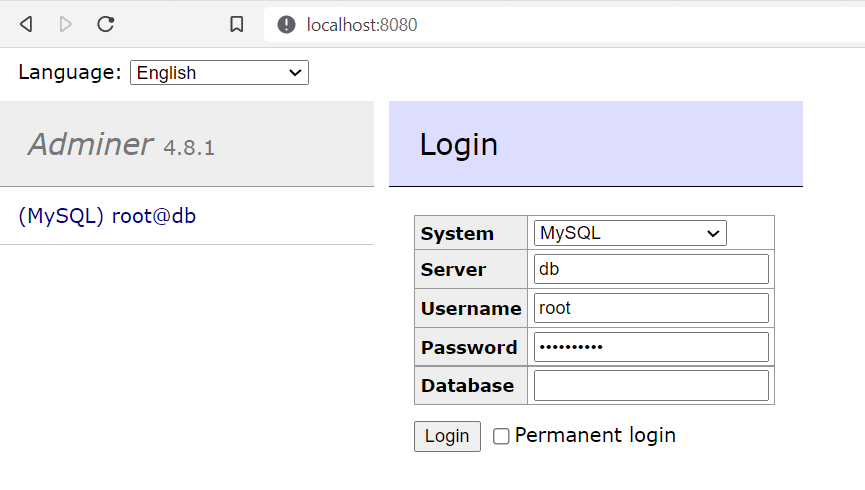 localhost:8080
Language: English
Adminer 4.8.1
Login
(MySQL) root@db
System MySQL
Server db
Username root
Password ••••••••••
Database
Login Permanent login